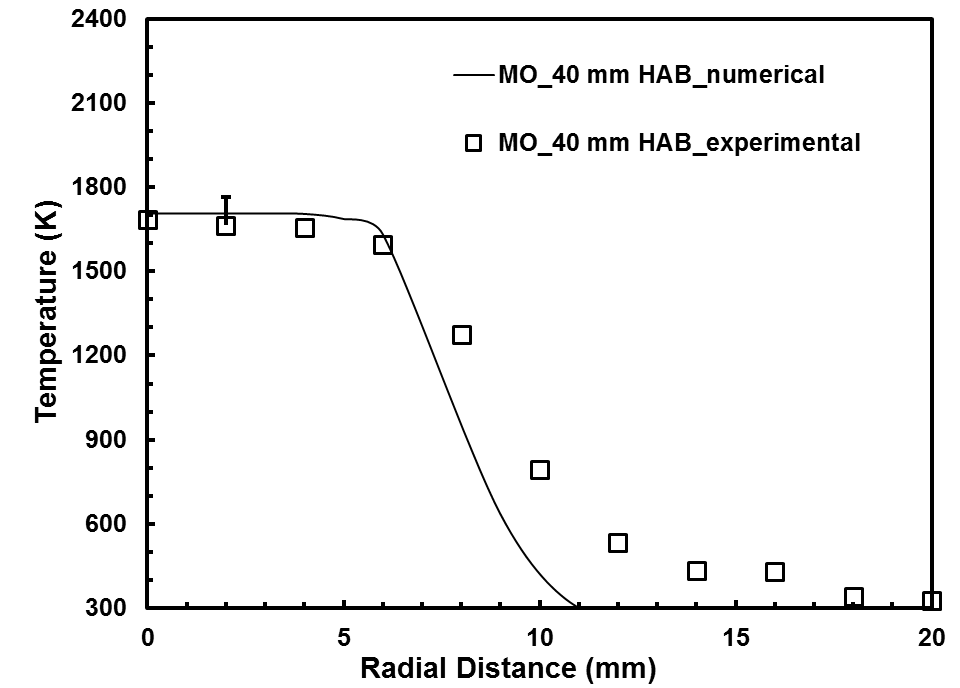 2400
2100
1800
1500
1200
900
600
300
Temperature (K)
MO_40 mm HAB_numerical
MO_40 mm HAB_experimental
0 5 10 15 20
Radial Distance (mm)